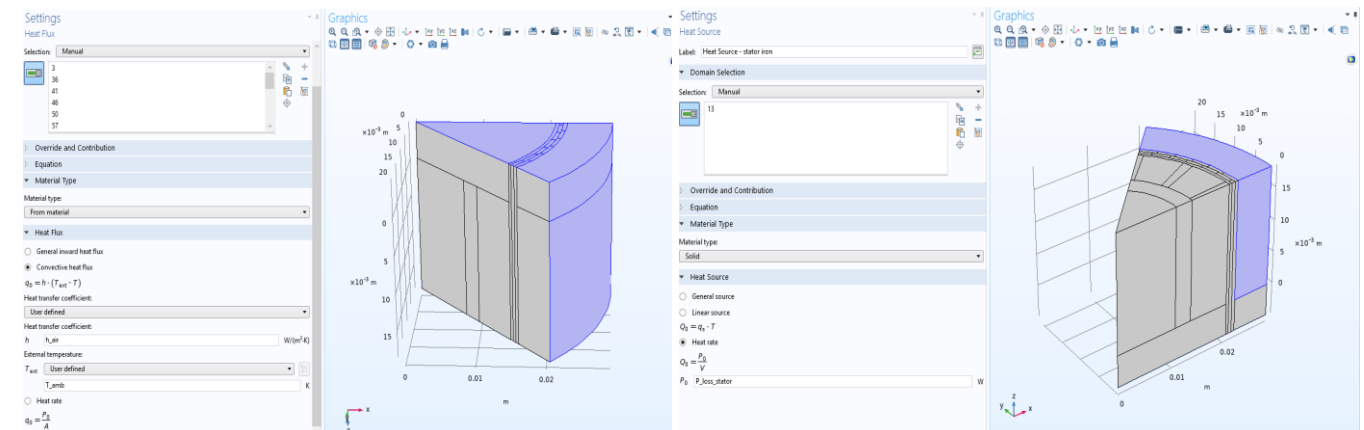 Settings
Heat Flux
Selection: Manual
3
36
41
46
50
57
Override and Contribution
Equation
Material Type
Material type:
From material
Heat Flux
General inward heat flux
Convective heat flux
q₀ = h · (T_ext - T)
Heat transfer coefficient:
User defined
Heat transfer coefficient:
h h_air W/(m²·K)
External temperature:
T_ext User defined
T_amb K
Heat rate
q₀ = P₀/A
Graphics
0
×10⁻³ m 5
10
15
20
0
5
×10⁻³ m
10
15
0 0.01 0.02
m
x
Settings
Heat Source
Label: Heat Source - stator iron
Domain Selection
Selection: Manual
13
Override and Contribution
Equation
Material Type
Material type:
Solid
Heat Source
General source
Linear source
Q₀ = qₛ · T
Heat rate
Q₀ = P₀/V
P₀ P_loss_stator W
Graphics
20
15 ×10⁻³ m
10
5
0
15
10
×10⁻³ m
5
0
0.02
0.01
m
0
z
y x